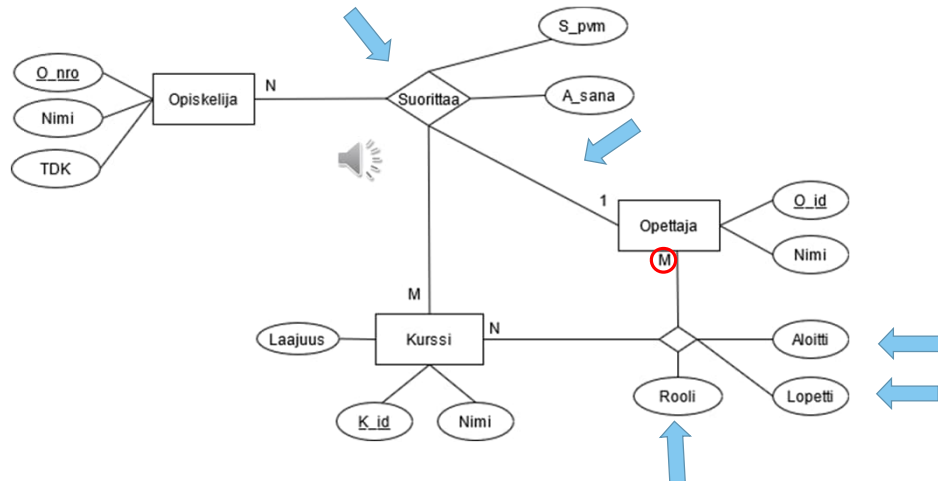 S_pvm
O_nro
Opiskelija
N
Suorittaa
A_sana
Nimi
TDK
1
O_id
Opettaja
Nimi
M
M
N
Laajuus
Kurssi
Aloitti
Rooli
Lopetti
K_id
Nimi